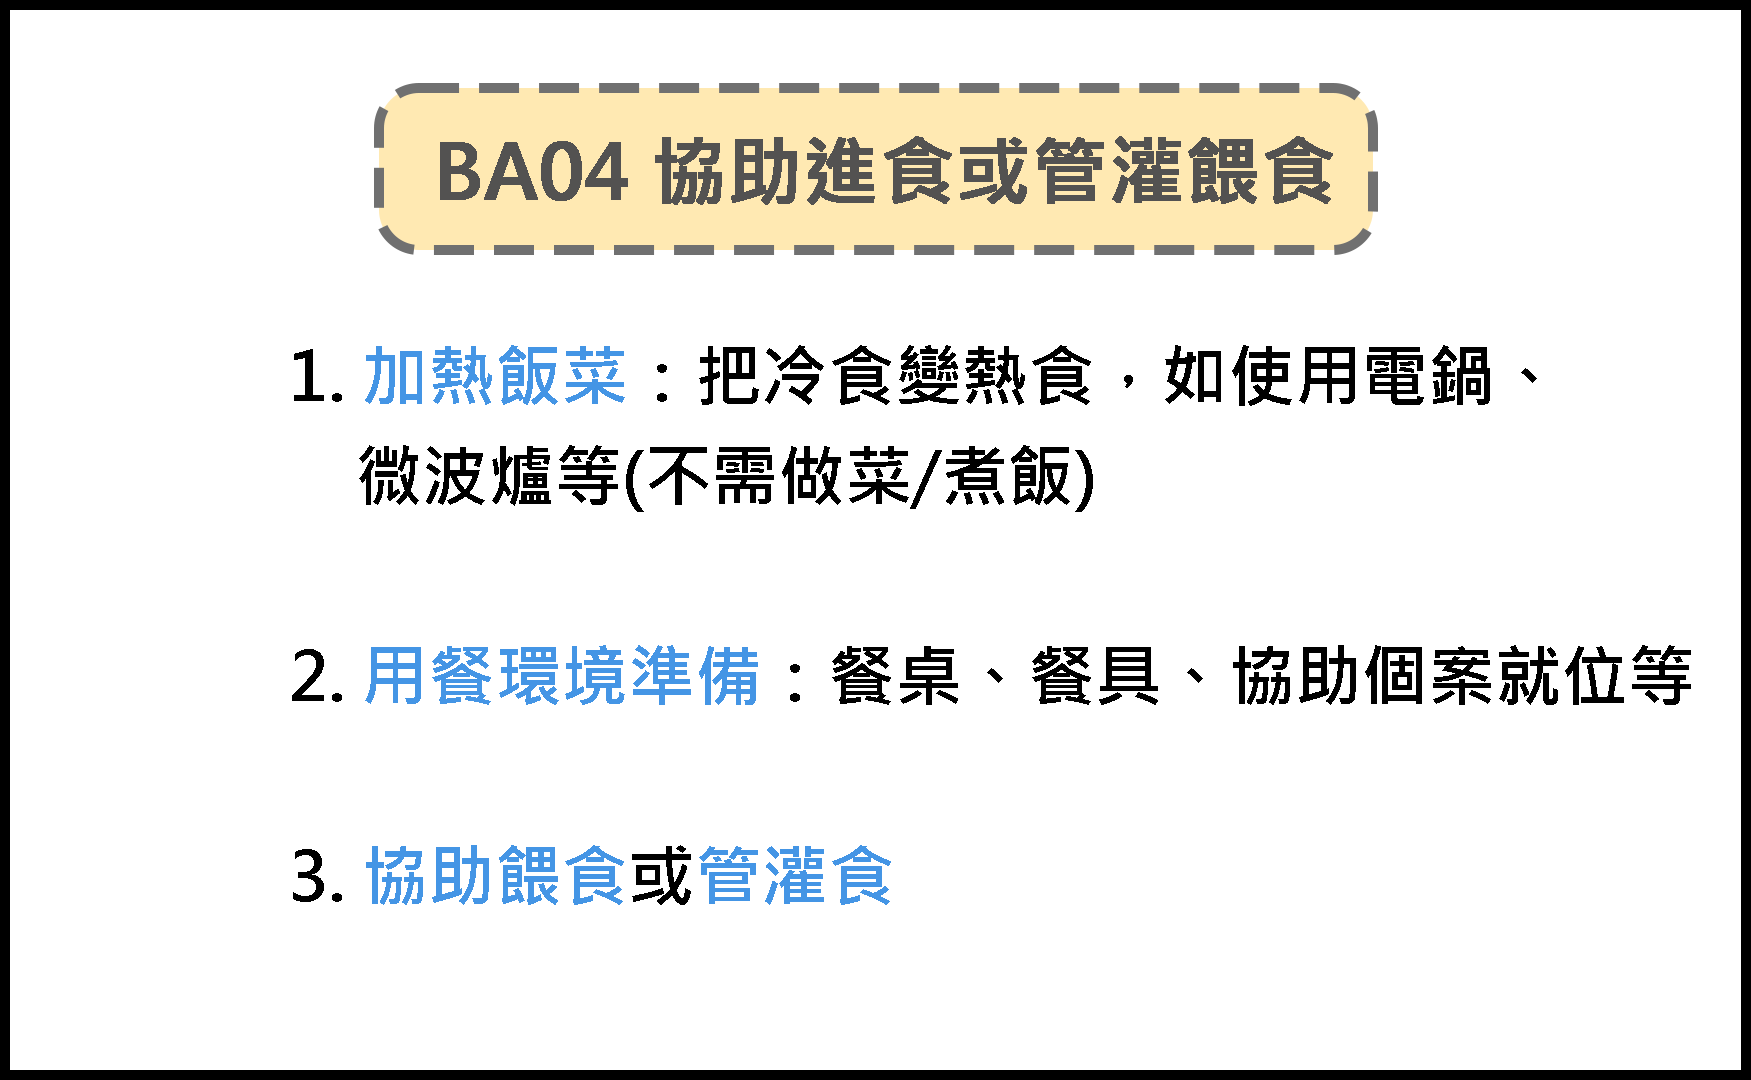 BA04 協助進食或管灌餵食
1. 加熱飯菜：把冷食變熱食，如使用電鍋、
微波爐等(不需做菜/煮飯)
2. 用餐環境準備：餐桌、餐具、協助個案就位等
3. 協助餵食或管灌食